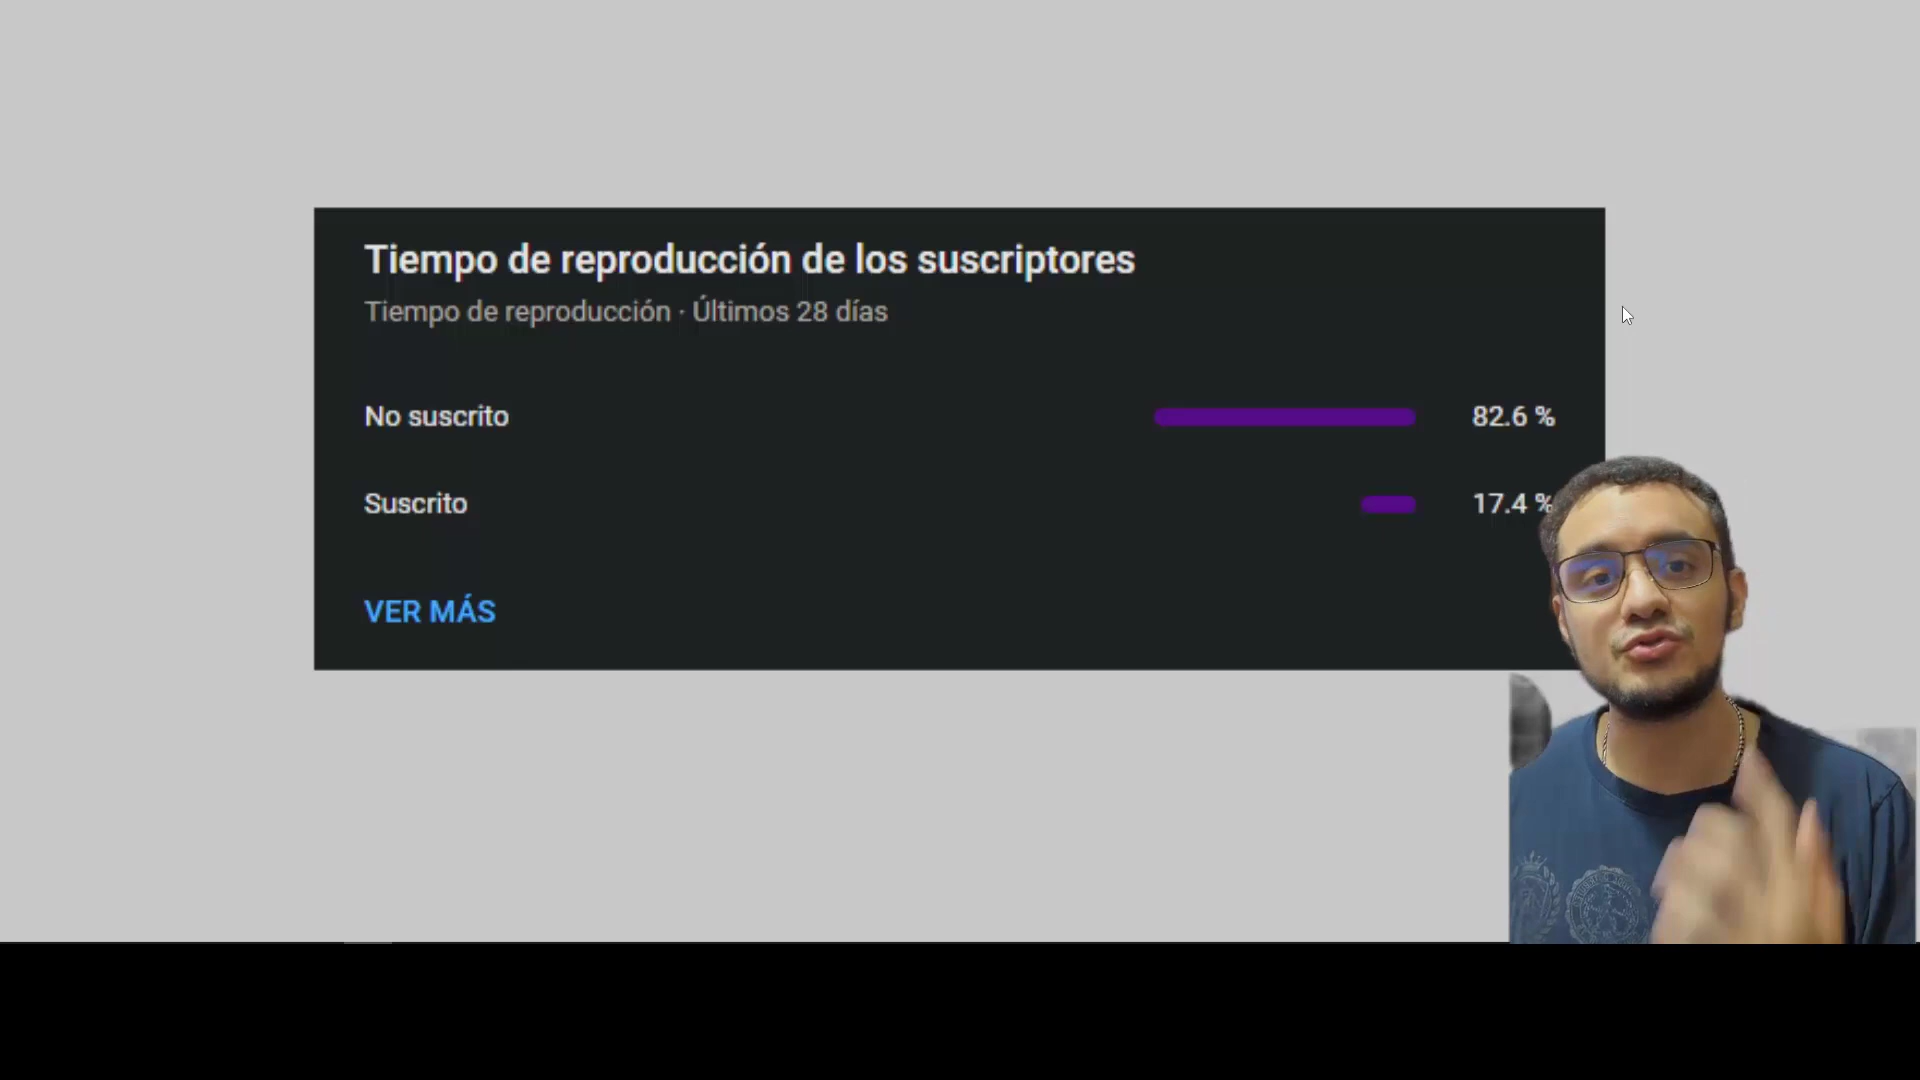 Tiempo de reproducción de los suscriptores
Tiempo de reproducción · Últimos 28 días
No suscrito 82.6 %
Suscrito 17.4 %
VER MÁS